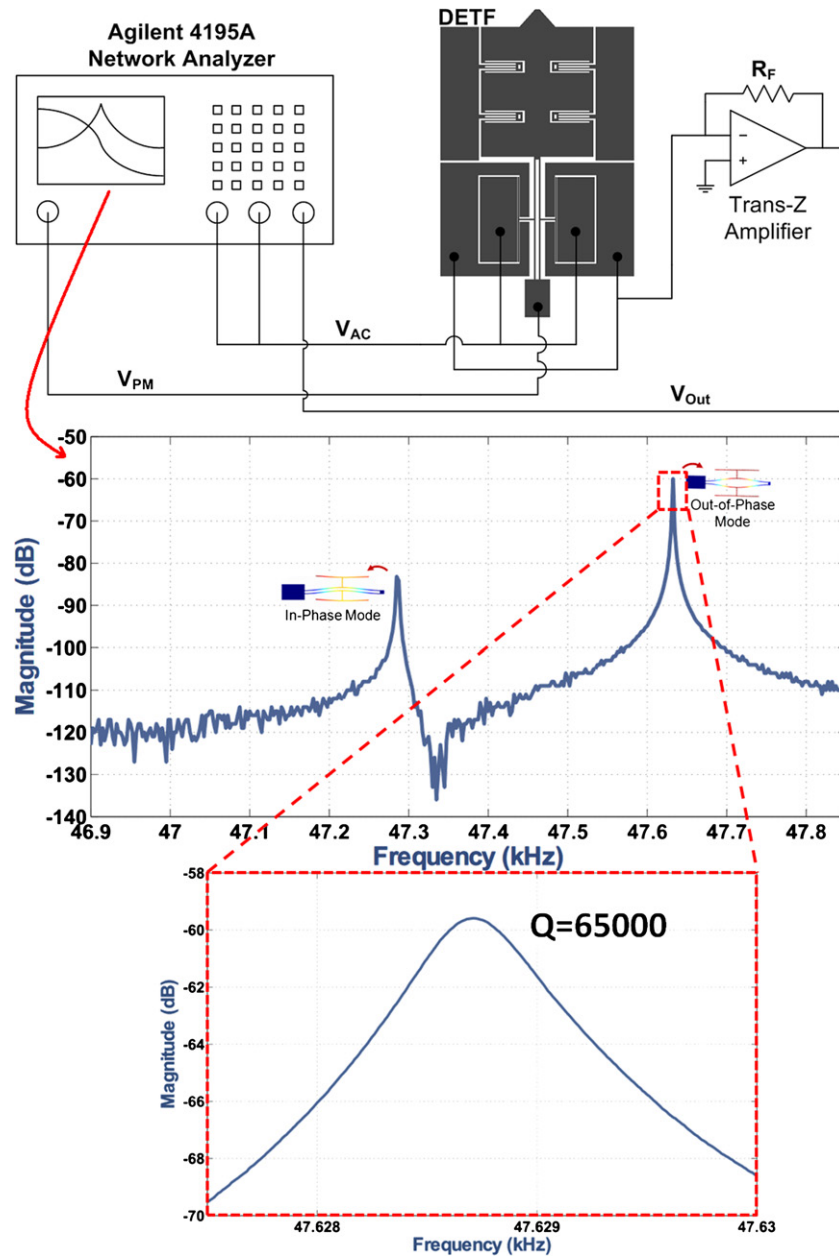 Agilent 4195A
Network Analyzer
DETF
R_F
-
+
Trans-Z
Amplifier
V_AC
V_PM
V_Out
-50
-60
-70
-80
-90
-100
-110
-120
-130
-140
Magnitude (dB)
Out-of-Phase
Mode
In-Phase Mode
46.9 47 47.1 47.2 47.3 47.4 47.5 47.6 47.7 47.8
Frequency (kHz)
-58
-60
-62
-64
-66
-68
-70
Magnitude (dB)
Q=65000
47.628 47.629 47.63
Frequency (kHz)